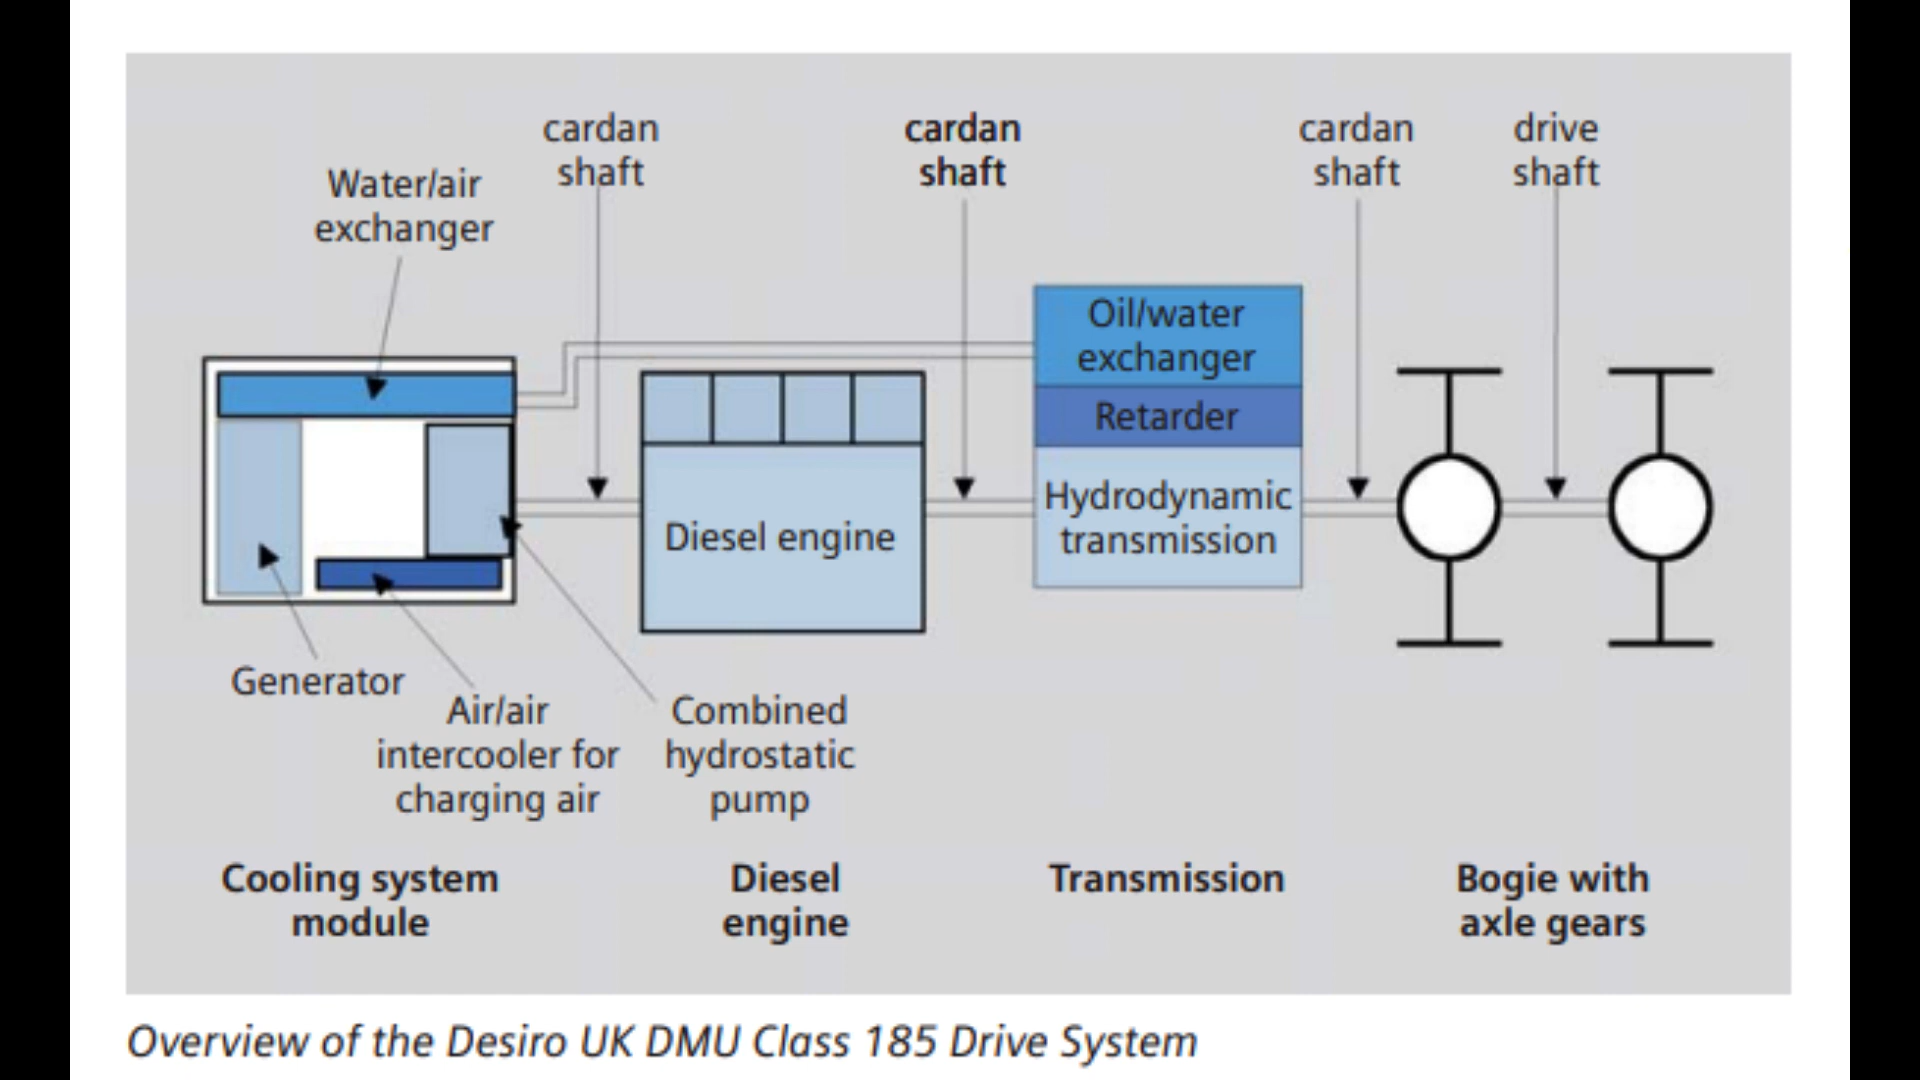 cardan
shaft
cardan
shaft
cardan
shaft
drive
shaft
Water/air
exchanger
Oil/water
exchanger
Retarder
Hydrodynamic
transmission
Diesel engine
Generator
Air/air
intercooler for
charging air
Combined
hydrostatic
pump
Cooling system
module
Diesel
engine
Transmission
Bogie with
axle gears
Overview of the Desiro UK DMU Class 185 Drive System